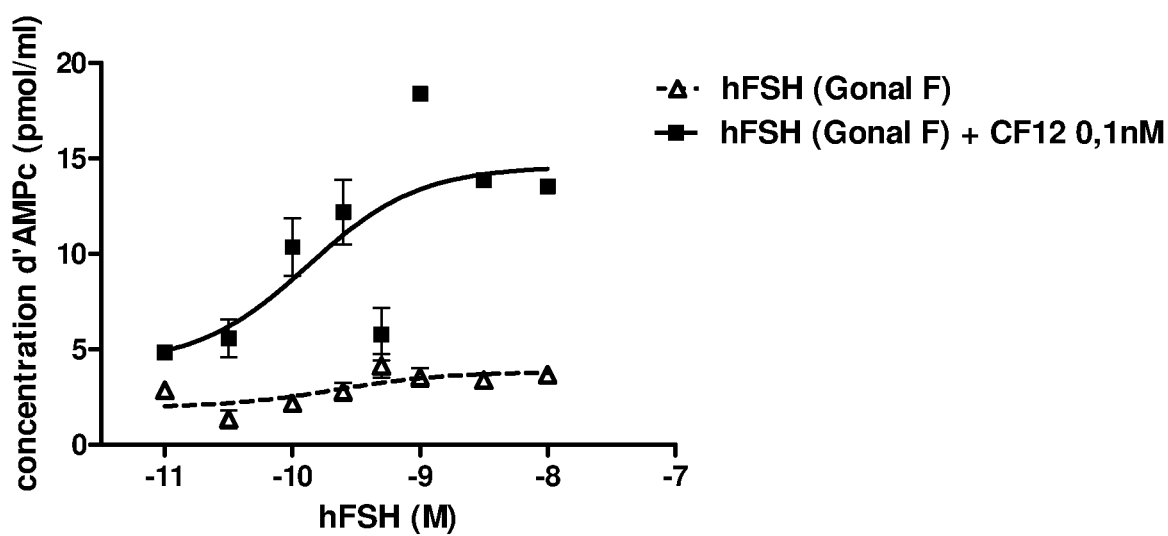 concentration d'AMPc (pmol/ml)
20
15
10
5
0
-11 -10 -9 -8 -7
hFSH (M)
hFSH (Gonal F)
hFSH (Gonal F) + CF12 0,1nM